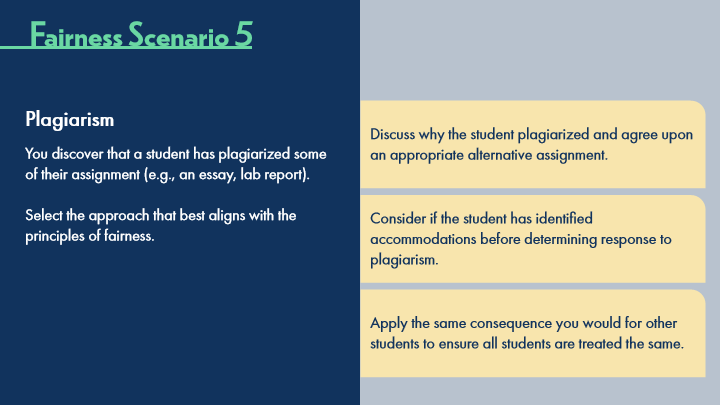 Fairness Scenario 5
Plagiarism
You discover that a student has plagiarized some
of their assignment (e.g., an essay, lab report).
Select the approach that best aligns with the
principles of fairness.
Discuss why the student plagiarized and agree upon
an appropriate alternative assignment.
Consider if the student has identified
accommodations before determining response to
plagiarism.
Apply the same consequence you would for other
students to ensure all students are treated the same.